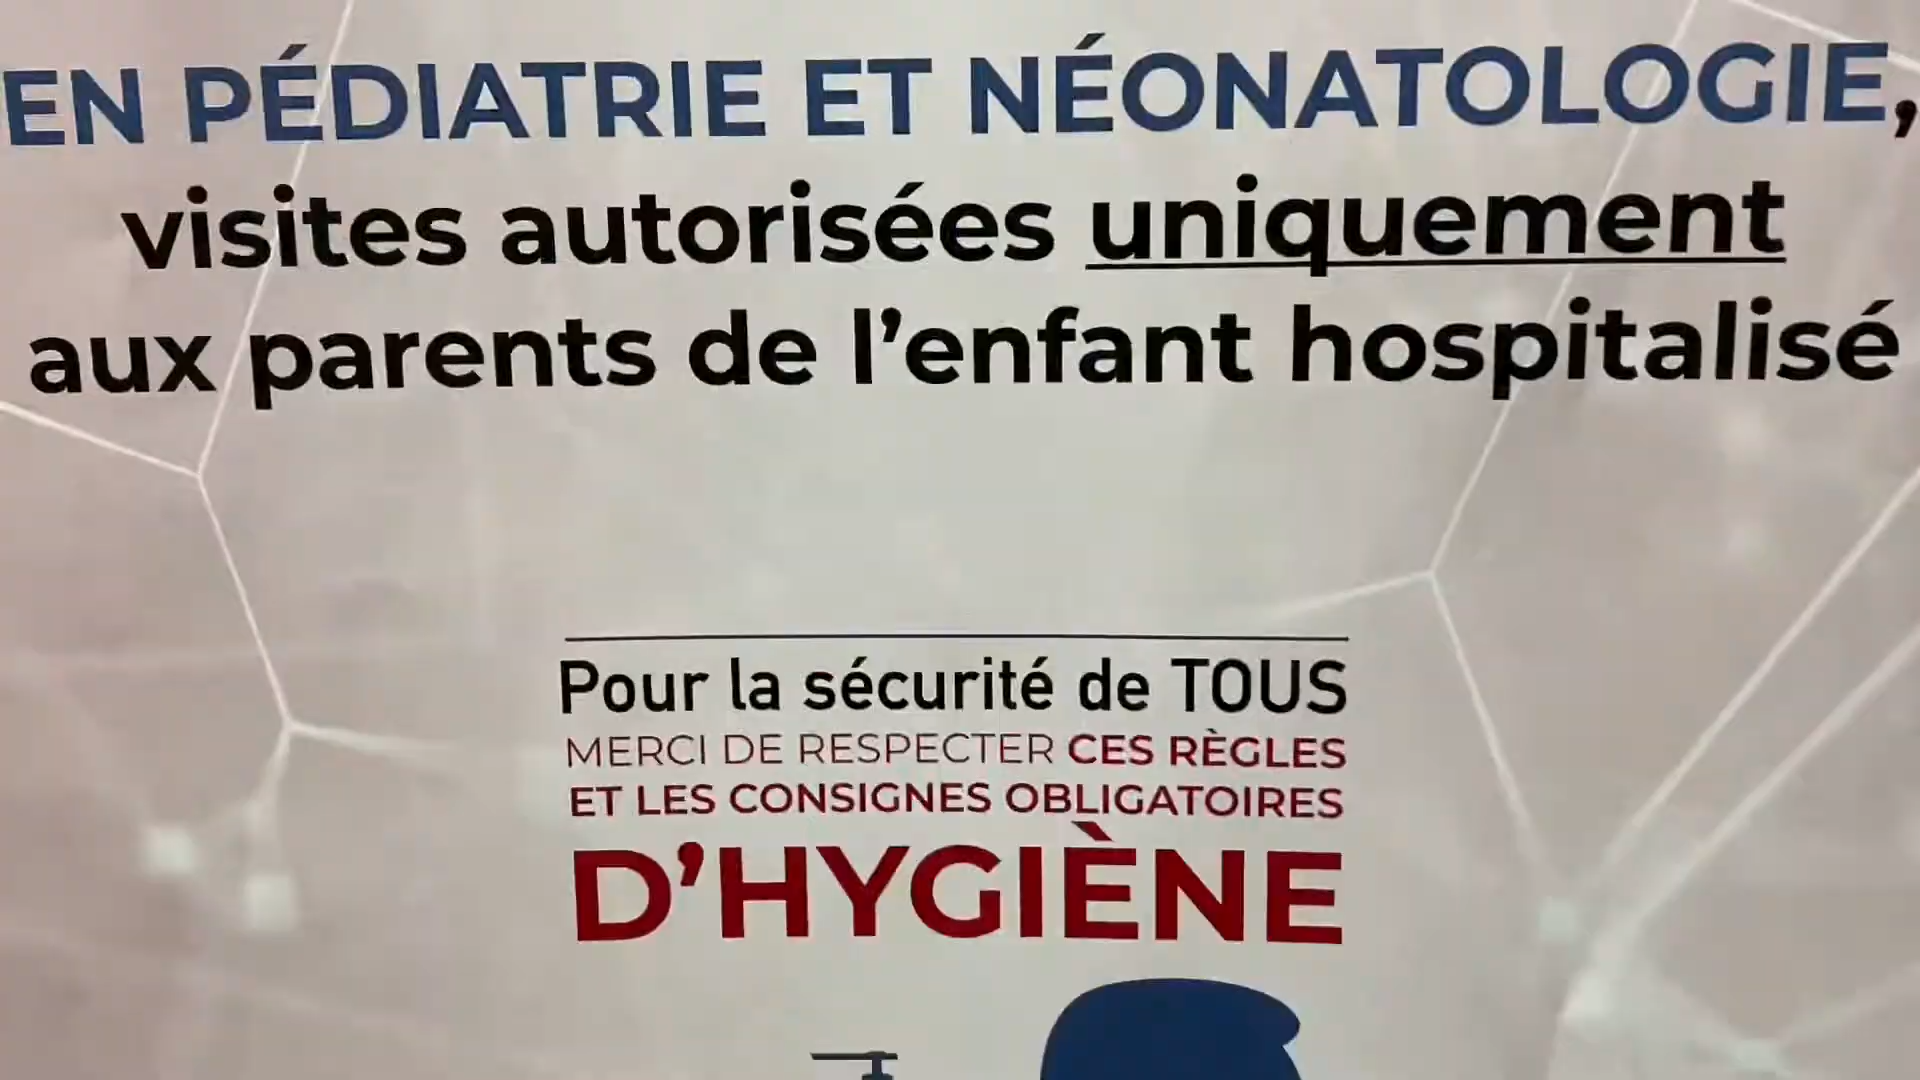 EN PÉDIATRIE ET NÉONATOLOGIE,
visites autorisées uniquement
aux parents de l'enfant hospitalisé
Pour la sécurité de TOUS
MERCI DE RESPECTER CES RÈGLES
ET LES CONSIGNES OBLIGATOIRES
D'HYGIÈNE